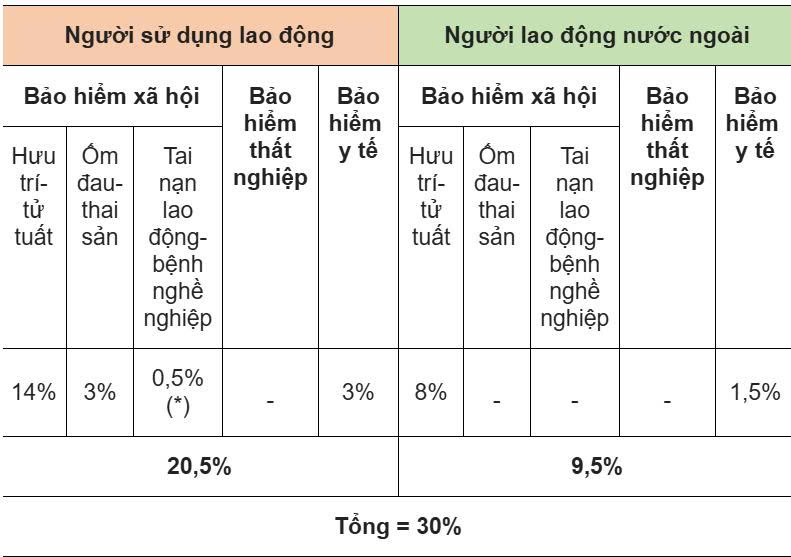 Người sử dụng lao động
Người lao động nước ngoài
Bảo hiểm xã hội
Bảo
hiểm
thất
nghiệp
Bảo
hiểm
y tế
Bảo hiểm xã hội
Bảo
hiểm
thất
nghiệp
Bảo
hiểm
y tế
Hưu
trí-
tử
tuất
Ốm
đau-
thai
sản
Tai
nạn
lao
động-
bệnh
nghề
nghiệp
Hưu
trí-
tử
tuất
Ốm
đau-
thai
sản
Tai
nạn
lao
động-
bệnh
nghề
nghiệp
14%
3%
0,5%
(*)
-
3%
8%
-
-
-
1,5%
20,5%
9,5%
Tổng = 30%